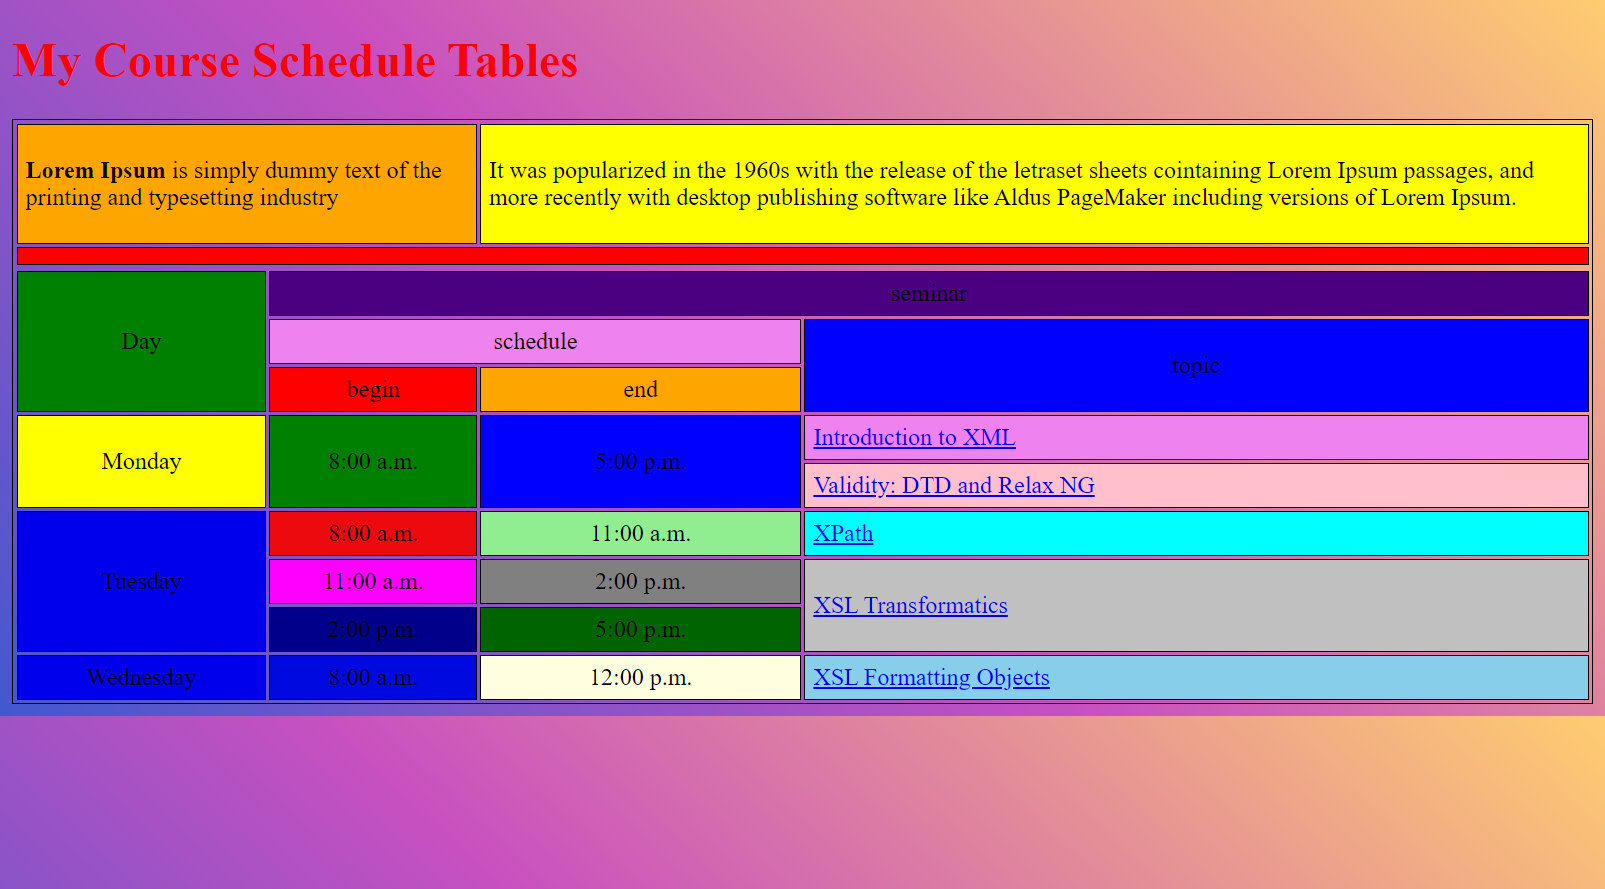 My Course Schedule Tables
Lorem Ipsum is simply dummy text of the
printing and typesetting industry
It was popularized in the 1960s with the release of the letraset sheets cointaining Lorem Ipsum passages, and
more recently with desktop publishing software like Aldus PageMaker including versions of Lorem Ipsum.
Day
seminar
schedule
topic
begin
end
Monday
8:00 a.m.
5:00 p.m.
Introduction to XML
Validity: DTD and Relax NG
Tuesday
8:00 a.m.
11:00 a.m.
XPath
11:00 a.m.
2:00 p.m.
XSL Transformatics
2:00 p.m.
5:00 p.m.
Wednesday
8:00 a.m.
12:00 p.m.
XSL Formatting Objects